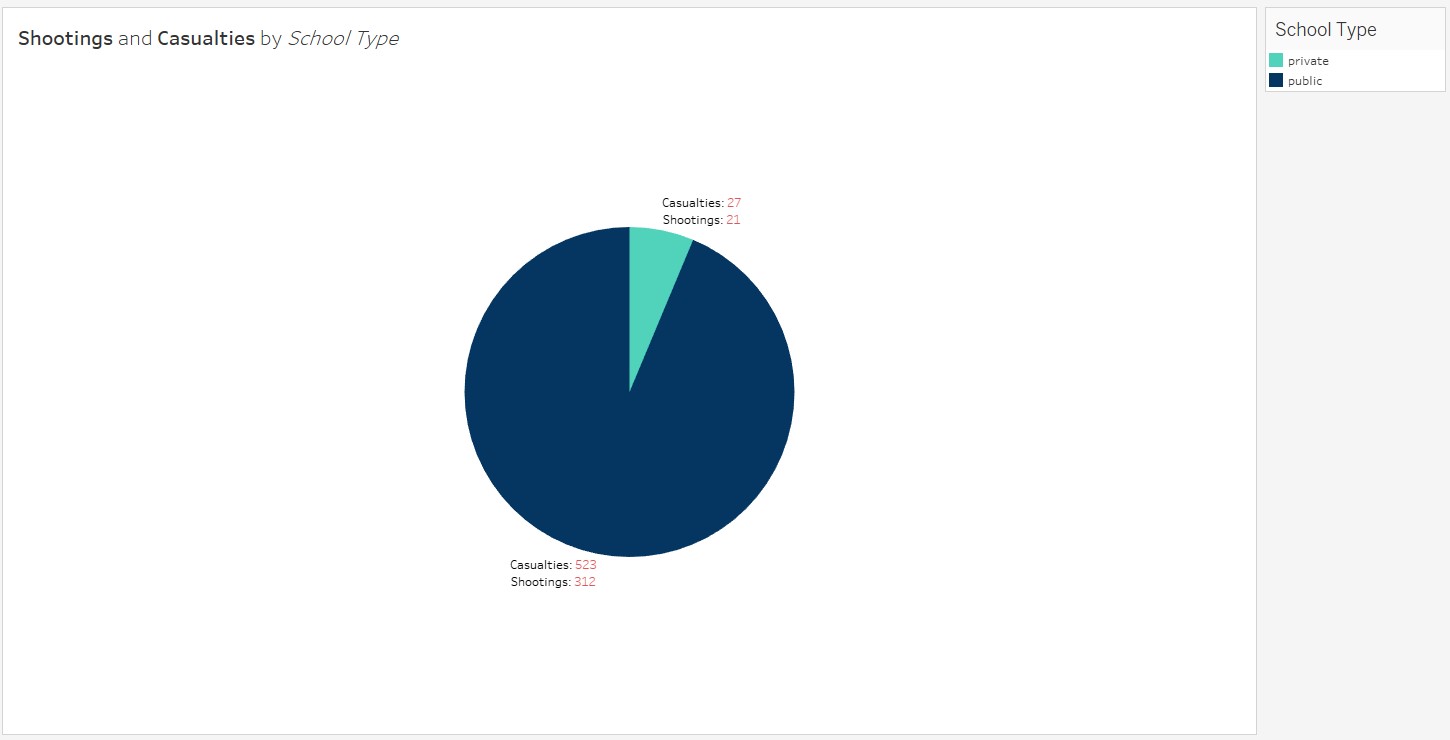 Shootings and Casualties by School Type
School Type
private
public
Casualties: 27
Shootings: 21
Casualties: 523
Shootings: 312